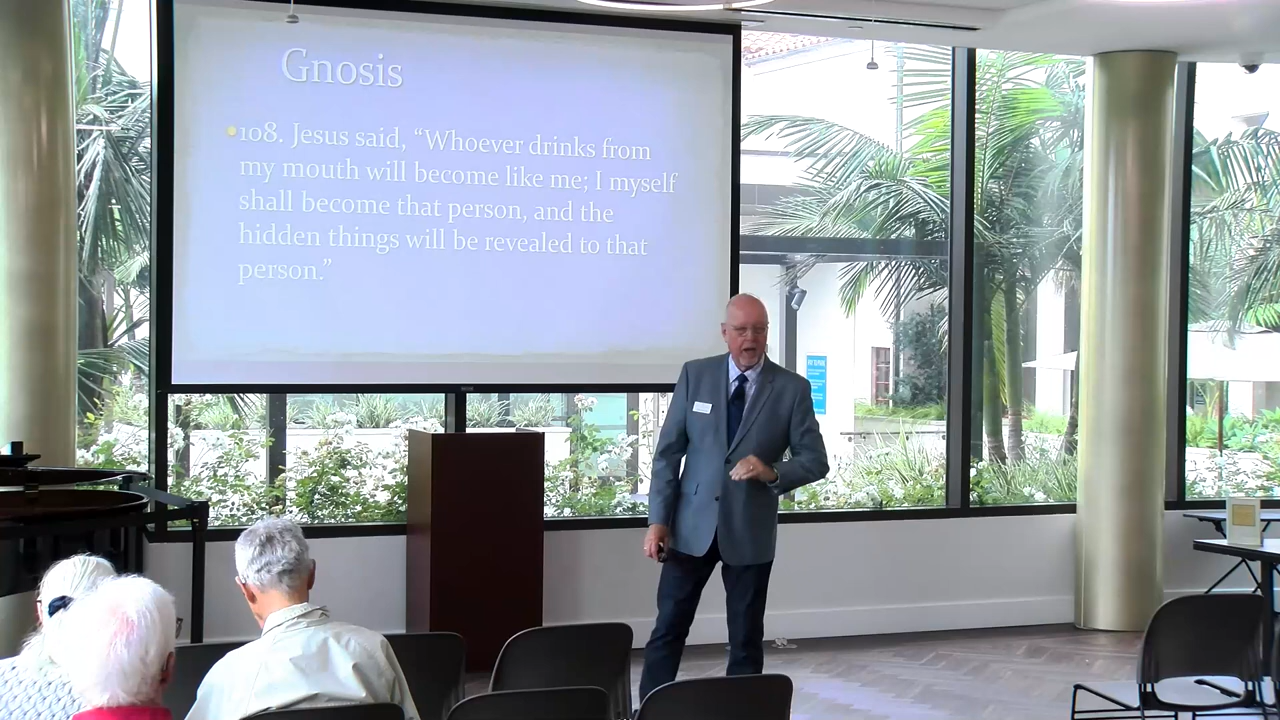 Gnosis
108. Jesus said, “Whoever drinks from
my mouth will become like me; I myself
shall become that person, and the
hidden things will be revealed to that
person.”